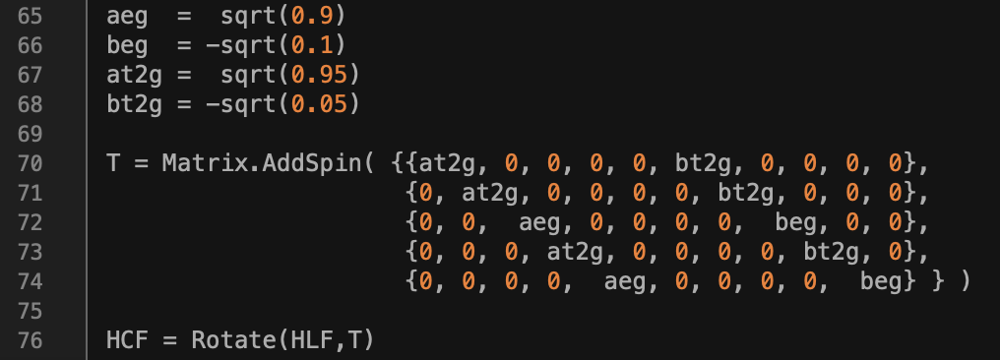 65 aeg  =  sqrt(0.9)
66 beg  = -sqrt(0.1)
67 at2g =  sqrt(0.95)
68 bt2g = -sqrt(0.05)
69
70 T = Matrix.AddSpin( {{at2g, 0, 0, 0, 0, bt2g, 0, 0, 0, 0},
71 {0, at2g, 0, 0, 0, 0, bt2g, 0, 0, 0},
72 {0, 0,  aeg, 0, 0, 0, 0,  beg, 0, 0},
73 {0, 0, 0, at2g, 0, 0, 0, 0, bt2g, 0},
74 {0, 0, 0, 0,  aeg, 0, 0, 0, 0,  beg} } )
75
76 HCF = Rotate(HLF,T)